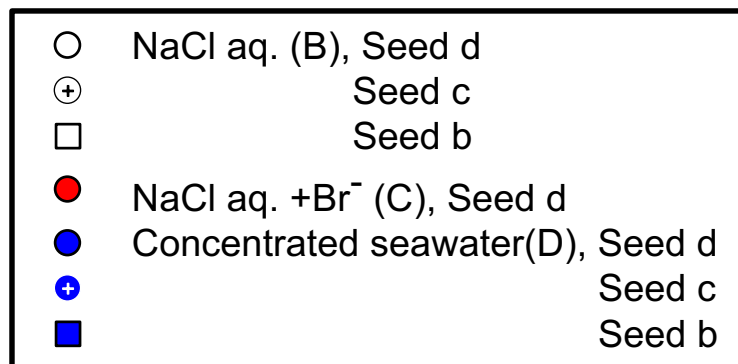 NaCl aq. (B), Seed d
Seed c
Seed b
NaCl aq. +Br⁻ (C), Seed d
Concentrated seawater(D), Seed d
Seed c
Seed b